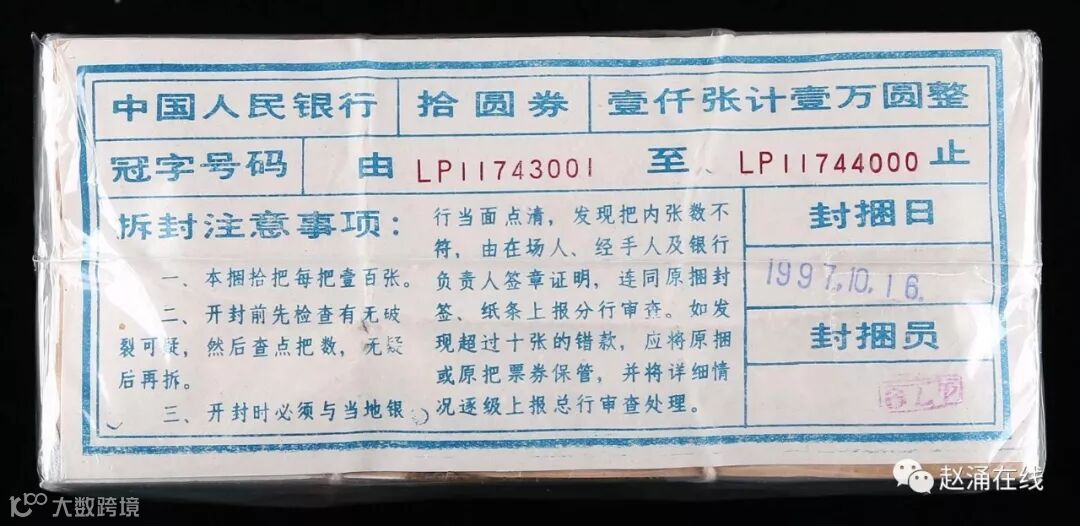 中国人民银行 拾圆券 壹仟张计壹万圆整
冠字号码 由 LP11743001 至 LP11744000 止
拆封注意事项：
一、本捆拾把每把壹百张。
二、开封前先检查有无破
裂可疑，然后查点把数，无疑
后再拆。
三、开封时必须与当地银
行当面点清，发现把内张数不
符，由在场人、经手人及银行
负责人签章证明，连同原捆封
签、纸条上报分行审查。如发
现超过十张的错款，应将原捆
或原把票券保管，并将详细情
况逐级上报总行审查处理。
封捆日
1997.10.16.
封捆员
赵涌在线
大数跨境